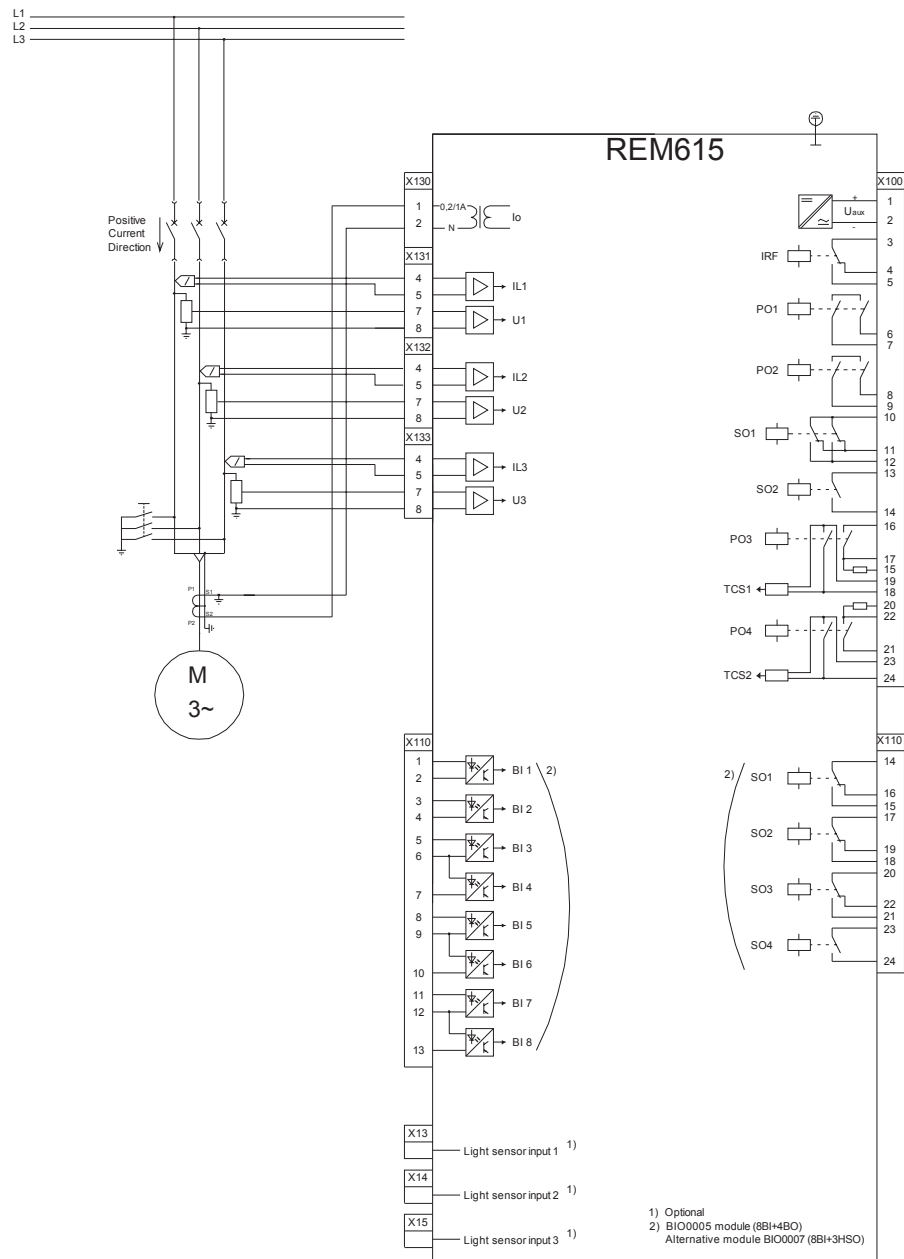 L1
L2
L3
REM615
X130
X100
1 0,2/1A Io
2 N
Positive
Current
Direction
X131
4 IL1
5
7 U1
8
X132
4 IL2
5
7 U2
8
X133
4 IL3
5
7 U3
8
P1 S1
P2 S2
M
3~
+ 1
Uaux
- 2
3
IRF
4
5
PO1
6
7
PO2
8
9
10
SO1
11
12
13
SO2
14
16
PO3
17
15
19
TCS1 18
20
22
PO4
21
23
TCS2 24
X110
1 BI 1 2)
2
3 BI 2
4
5 BI 3
6
BI 4
7
8 BI 5
9
BI 6
10
11 BI 7
12
BI 8
13
X110
14
2) SO1
16
15
17
SO2
19
18
20
SO3
22
21
23
SO4
24
X13
Light sensor input 1 1)
X14
Light sensor input 2 1)
X15
Light sensor input 3 1)
1) Optional
2) BIO0005 module (8BI+4BO)
Alternative module BIO0007 (8BI+3HSO)